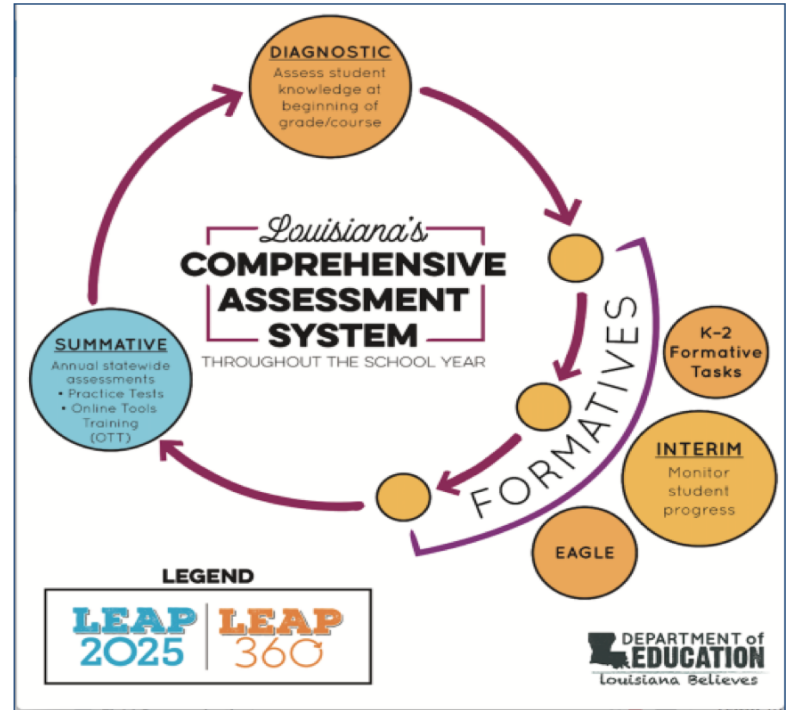 DIAGNOSTIC
Assess student
knowledge at
beginning of
grade/course
Louisiana's
COMPREHENSIVE
ASSESSMENT
SYSTEM
THROUGHOUT THE SCHOOL YEAR
SUMMATIVE
Annual statewide
assessments
• Practice Tests
• Online Tools
Training
(OTT)
FORMATIVES
K–2
Formative
Tasks
INTERIM
Monitor
student
progress
EAGLE
LEGEND
LEAP
2025
LEAP
360
DEPARTMENT of
EDUCATION
Louisiana Believes